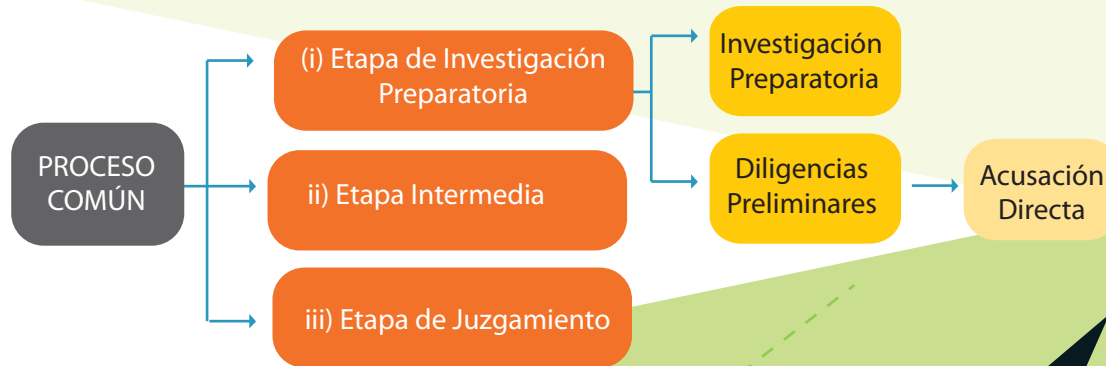 PROCESO
COMÚN
(i) Etapa de Investigación
Preparatoria
ii) Etapa Intermedia
iii) Etapa de Juzgamiento
Investigación
Preparatoria
Diligencias
Preliminares
Acusación
Directa